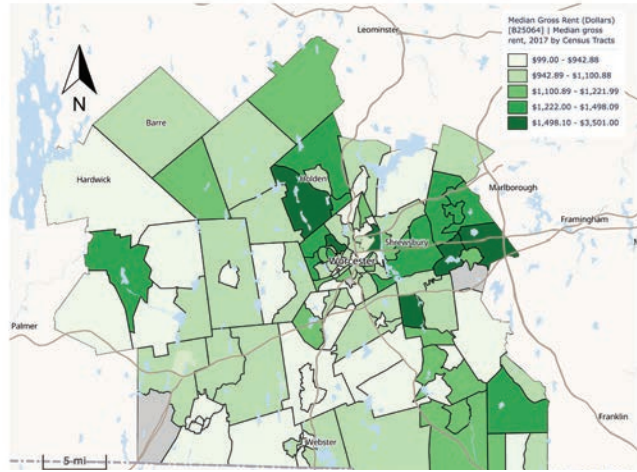 Leominster
Median Gross Rent (Dollars)
[B25064] | Median gross
rent, 2017 by Census Tracts
$99.00 - $942.88
$942.89 - $1,100.88
$1,100.89 - $1,221.99
$1,222.00 - $1,498.09
$1,498.10 - $3,501.00
N
Barre
Hardwick
Holden
Marlborough
Framingham
Shrewsbury
Worcester
Palmer
Franklin
Webster
5 mi